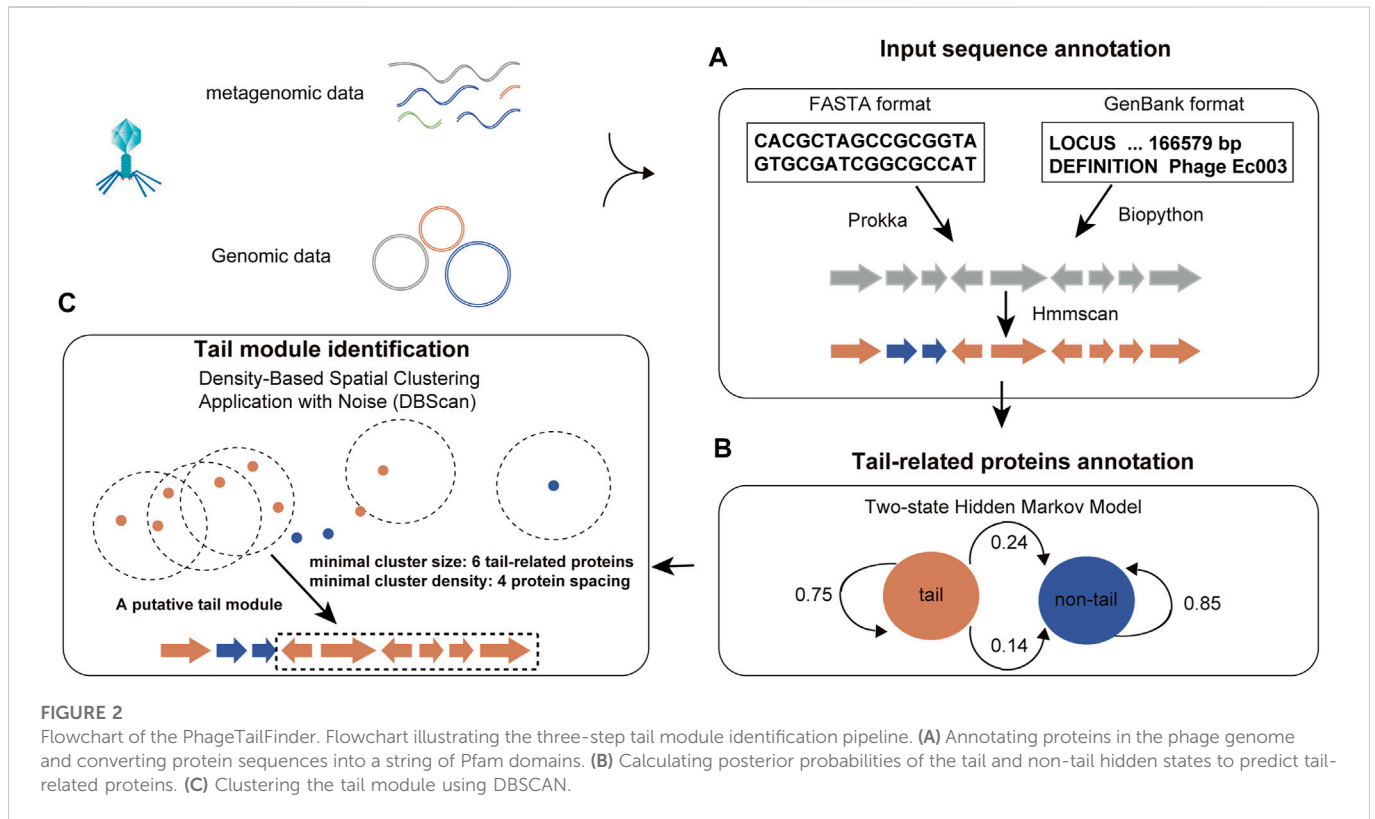 metagenomic data
Genomic data
A
Input sequence annotation
FASTA format
GenBank format
CACGCTAGCCGCGGTA
GTGCGATCGGCGCCAT
LOCUS ... 166579 bp
DEFINITION Phage Ec003
Prokka
Biopython
Hmmscan
B
Tail-related proteins annotation
Two-state Hidden Markov Model
0.24
0.75
tail
non-tail
0.85
0.14
C
Tail module identification
Density-Based Spatial Clustering
Application with Noise (DBScan)
minimal cluster size: 6 tail-related proteins
minimal cluster density: 4 protein spacing
A putative tail module
FIGURE 2
Flowchart of the PhageTailFinder. Flowchart illustrating the three-step tail module identification pipeline. (A) Annotating proteins in the phage genome
and converting protein sequences into a string of Pfam domains. (B) Calculating posterior probabilities of the tail and non-tail hidden states to predict tail-
related proteins. (C) Clustering the tail module using DBSCAN.